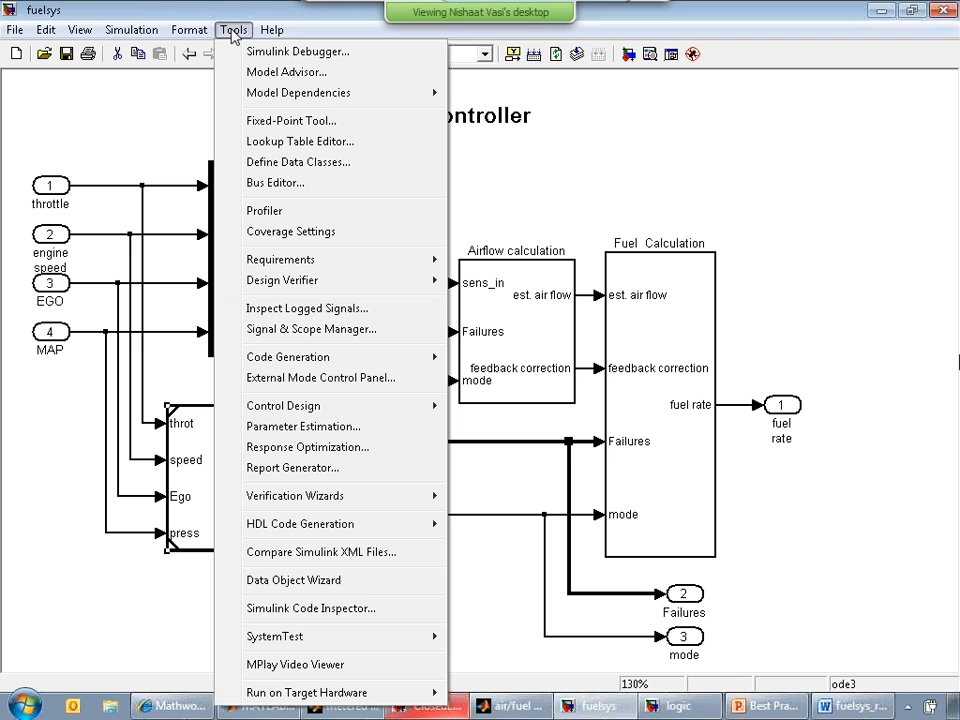 fuelsys
Viewing Nishaat Vasi's desktop
File Edit View Simulation Format Tools Help
ontroller
Simulink Debugger...
Model Advisor...
Model Dependencies
Fixed-Point Tool...
Lookup Table Editor...
Define Data Classes...
Bus Editor...
Profiler
Coverage Settings
Requirements
Design Verifier
Inspect Logged Signals...
Signal & Scope Manager...
Code Generation
External Mode Control Panel...
Control Design
Parameter Estimation...
Response Optimization...
Report Generator...
Verification Wizards
HDL Code Generation
Compare Simulink XML Files...
Data Object Wizard
Simulink Code Inspector...
SystemTest
MPlay Video Viewer
Run on Target Hardware
1
throttle
2
engine
speed
3
EGO
4
MAP
throt
speed
Ego
press
Airflow calculation
sens_in
est. air flow
Failures
feedback correction
mode
Fuel Calculation
est. air flow
feedback correction
fuel rate
Failures
mode
1
fuel
rate
2
Failures
3
mode
130%
ode3
Mathwo...
air/fuel ...
fuelsys
logic
Best Pra...
fuelsys_r...